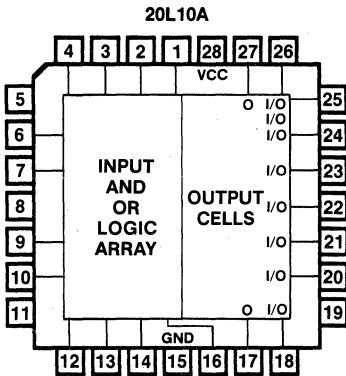 20L10A
4 3 2 1 28 27 26
VCC
5 O I/O 25
I/O
6 I/O 24
7 I/O 23
INPUT
AND
OR
LOGIC
ARRAY
OUTPUT
CELLS
8 I/O 22
9 I/O 21
10 I/O 20
11 O I/O 19
GND
12 13 14 15 16 17 18